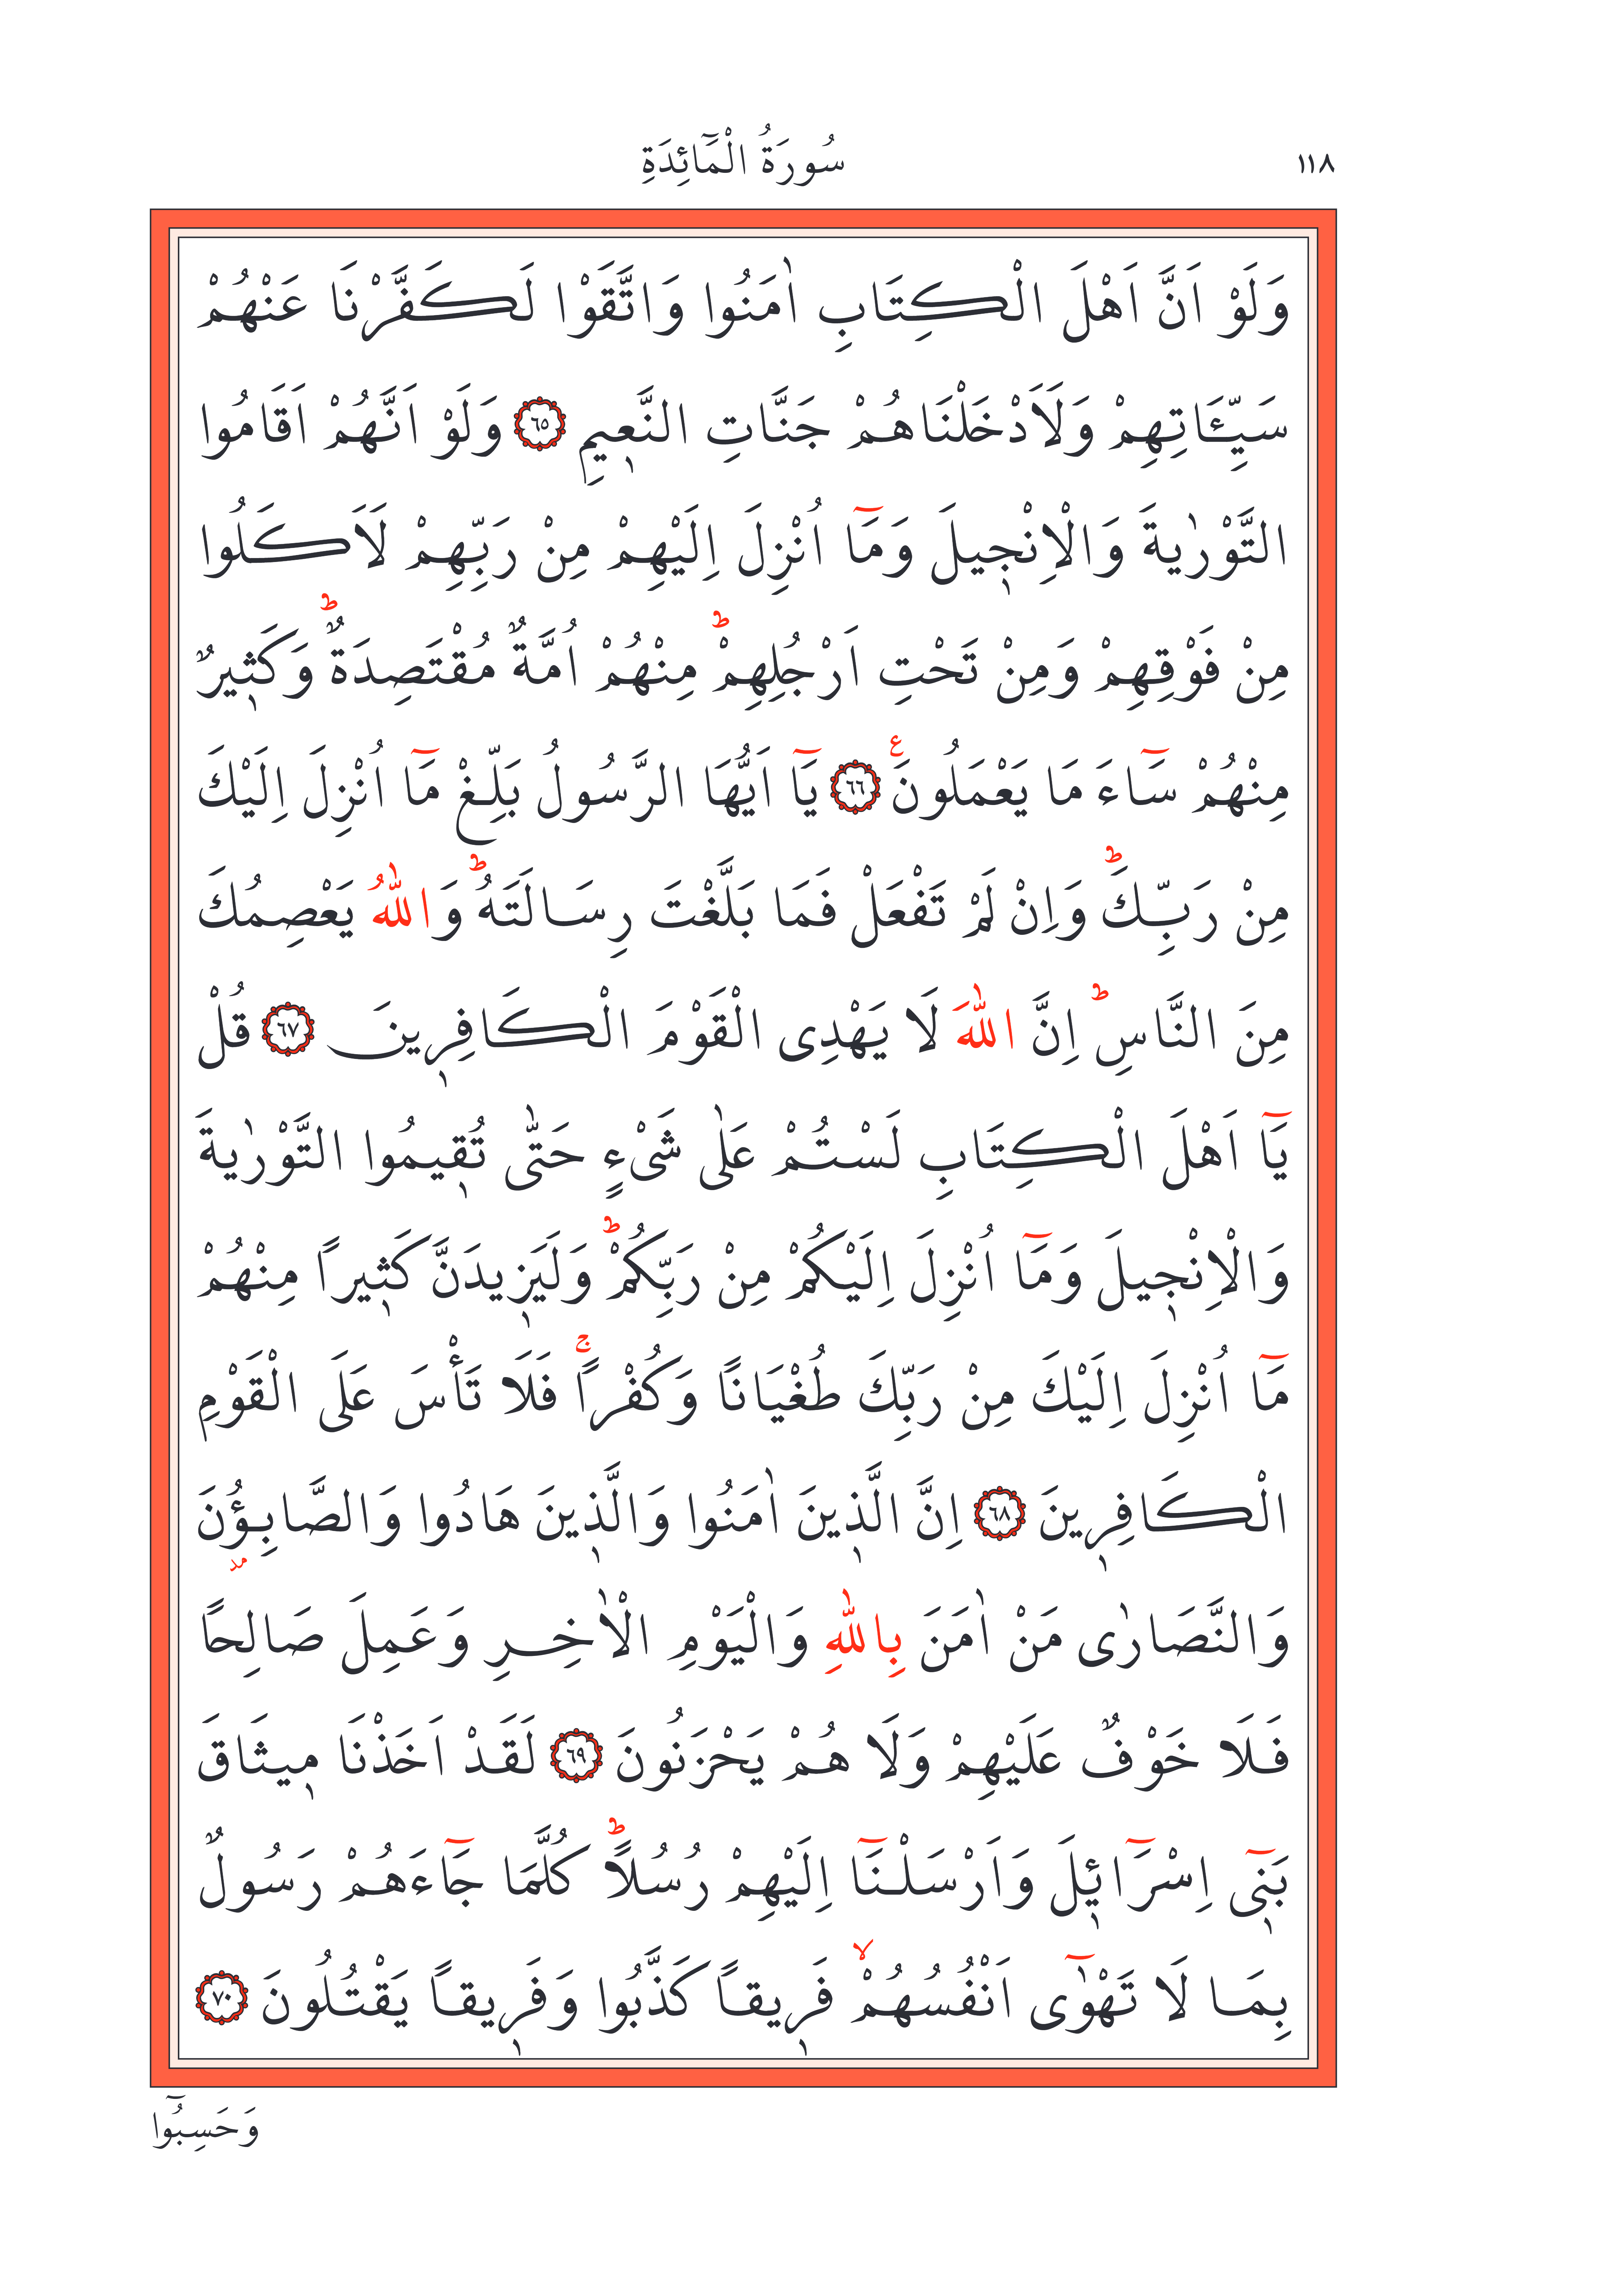 ١١٨ سُورَةُ الْمَٓائِدَةِ
وَلَوْ اَنَّ اَهْلَ الْكِتَابِ اٰمَنُوا وَاتَّقَوْا لَكَفَّرْنَا عَنْهُمْ
سَيِّـَٔاتِهِمْ وَلَاَدْخَلْنَاهُمْ جَنَّاتِ النَّع۪يمِ ﴿٦٥﴾ وَلَوْ اَنَّهُمْ اَقَامُوا
التَّوْرٰيةَ وَالْاِنْج۪يلَ وَمَٓا اُنْزِلَ اِلَيْهِمْ مِنْ رَبِّهِمْ لَاَكَلُوا
مِنْ فَوْقِهِمْ وَمِنْ تَحْتِ اَرْجُلِهِمْۜ مِنْهُمْ اُمَّةٌ مُقْتَصِدَةٌۜ وَكَث۪يرٌ
مِنْهُمْ سَٓاءَ مَا يَعْمَلُونَ۟ ﴿٦٦﴾ يَٓا اَيُّهَا الرَّسُولُ بَلِّغْ مَٓا اُنْزِلَ اِلَيْكَ
مِنْ رَبِّكَۜ وَاِنْ لَمْ تَفْعَلْ فَمَا بَلَّغْتَ رِسَالَتَهُۜ وَاللّٰهُ يَعْصِمُكَ
مِنَ النَّاسِۜ اِنَّ اللّٰهَ لَا يَهْدِى الْقَوْمَ الْكَافِر۪ينَ ﴿٦٧﴾ قُلْ
يَٓا اَهْلَ الْكِتَابِ لَسْتُمْ عَلٰى شَىْءٍ حَتّٰى تُق۪يمُوا التَّوْرٰيةَ
وَالْاِنْج۪يلَ وَمَٓا اُنْزِلَ اِلَيْكُمْ مِنْ رَبِّكُمْۜ وَلَيَز۪يدَنَّ كَث۪يرًا مِنْهُمْ
مَٓا اُنْزِلَ اِلَيْكَ مِنْ رَبِّكَ طُغْيَانًا وَكُفْرًاۚ فَلَا تَأْسَ عَلَى الْقَوْمِ
الْكَافِر۪ينَ ﴿٦٨﴾ اِنَّ الَّذ۪ينَ اٰمَنُوا وَالَّذ۪ينَ هَادُوا وَالصَّابِؤُ۫نَ
وَالنَّصَارٰى مَنْ اٰمَنَ بِاللّٰهِ وَالْيَوْمِ الْاٰخِرِ وَعَمِلَ صَالِحًا
فَلَا خَوْفٌ عَلَيْهِمْ وَلَا هُمْ يَحْزَنُونَ ﴿٦٩﴾ لَقَدْ اَخَذْنَا م۪يثَاقَ
بَن۪ٓى اِسْرَٓائ۪يلَ وَاَرْسَلْنَٓا اِلَيْهِمْ رُسُلًاۜ كُلَّمَا جَٓاءَهُمْ رَسُولٌ
بِمَا لَا تَهْوٰٓى اَنْفُسُهُمْۙ فَر۪يقًا كَذَّبُوا وَفَر۪يقًا يَقْتُلُونَ ﴿٧٠﴾
وَحَسِبُٓوا